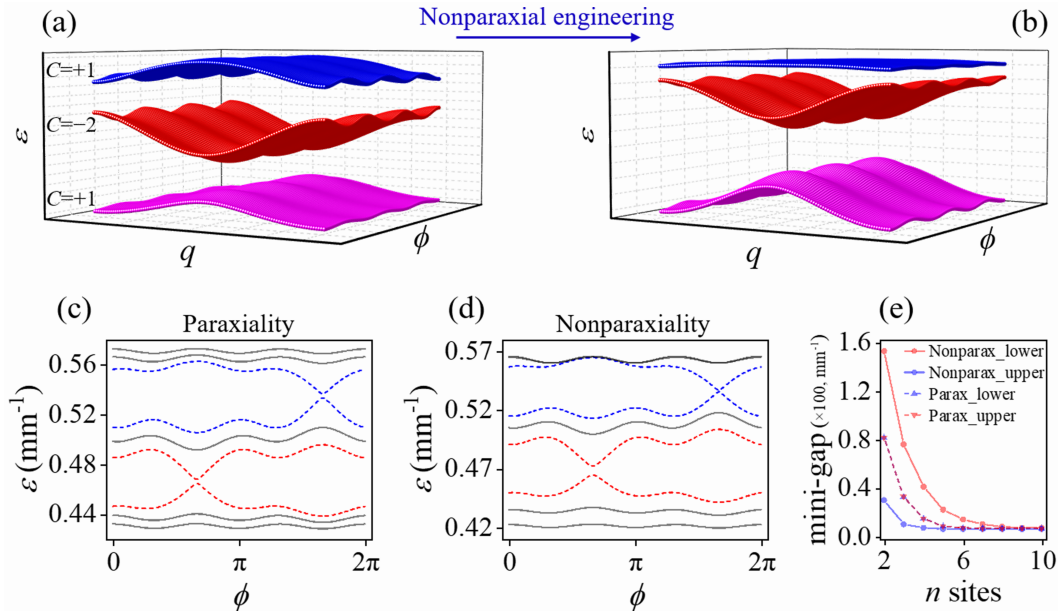 (a)
Nonparaxial engineering
(b)
C=+1
C=−2
C=+1
ε
q
ϕ
ε
q
ϕ
(c)
Paraxiality
0.56
0.52
0.48
0.44
ε (mm⁻¹)
0
π
2π
ϕ
(d)
Nonparaxiality
0.57
0.52
0.47
0.42
ε (mm⁻¹)
0
π
2π
ϕ
(e)
1.6
1.2
0.8
0.4
0.0
mini-gap (×100, mm⁻¹)
Nonparax_lower
Nonparax_upper
Parax_lower
Parax_upper
2
6
10
n sites